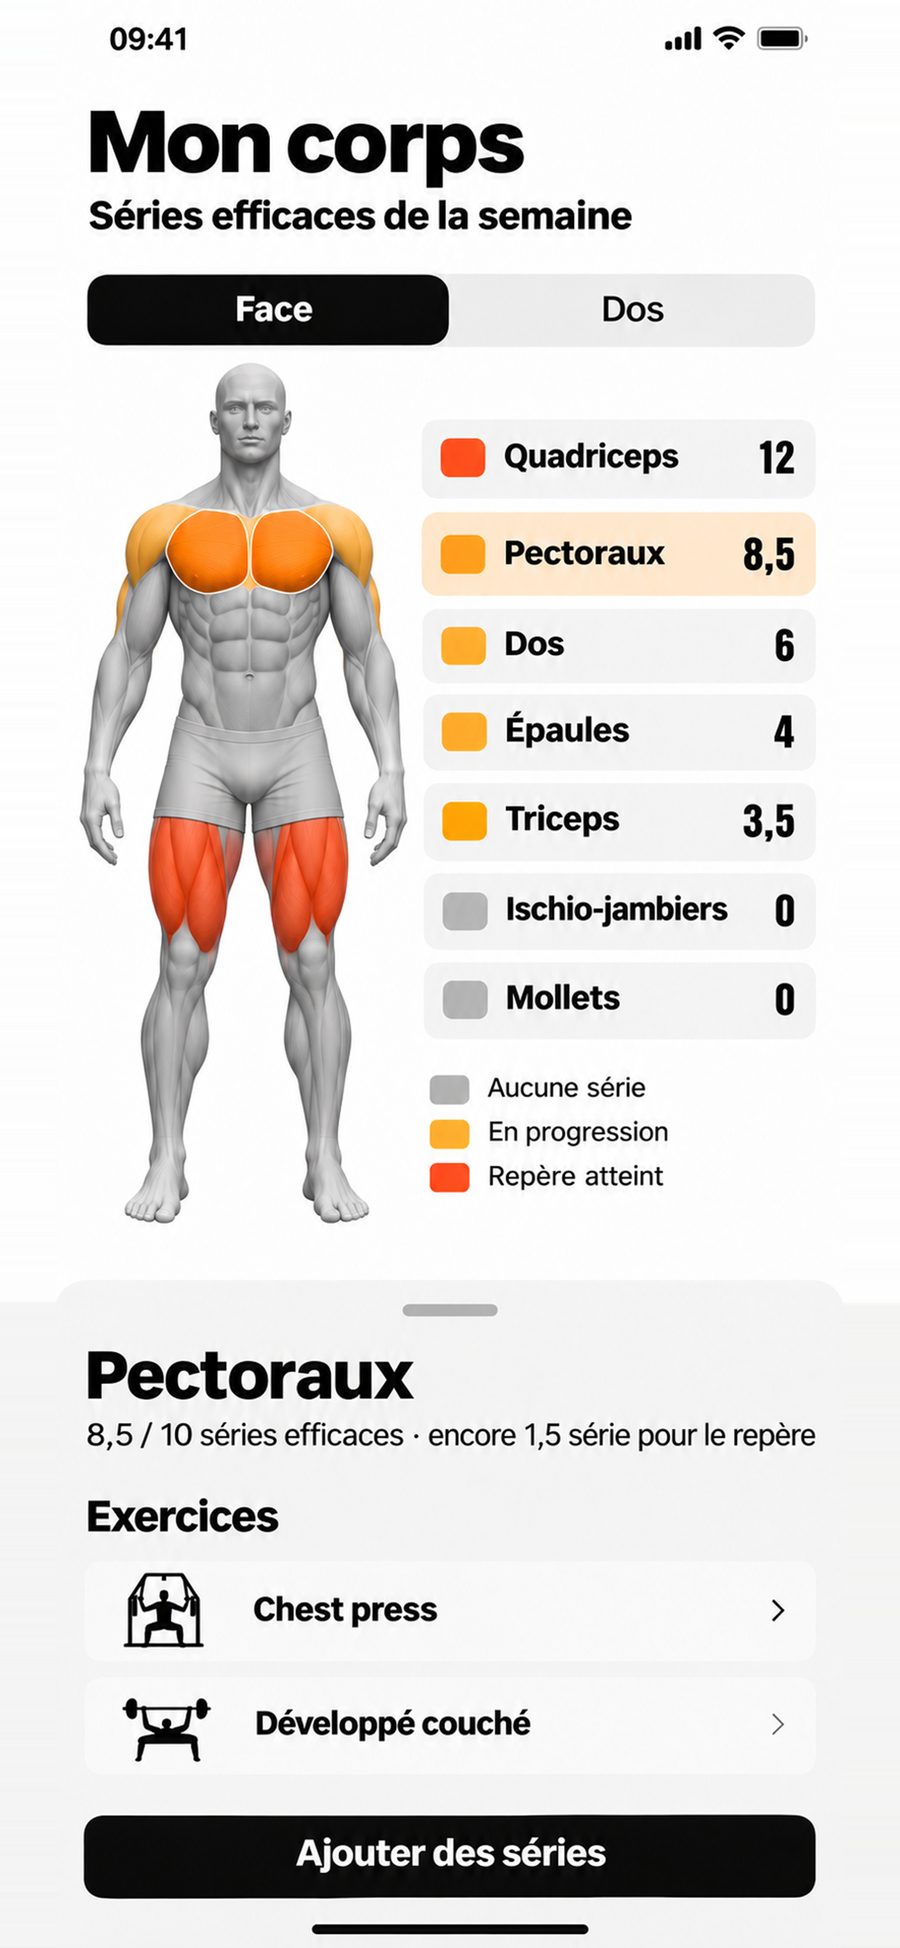 09:41
Mon corps
Séries efficaces de la semaine
Face
Dos
Quadriceps 12
Pectoraux 8,5
Dos 6
Épaules 4
Triceps 3,5
Ischio-jambiers 0
Mollets 0
Aucune série
En progression
Repère atteint
Pectoraux
8,5 / 10 séries efficaces · encore 1,5 série pour le repère
Exercices
Chest press
Développé couché
Ajouter des séries